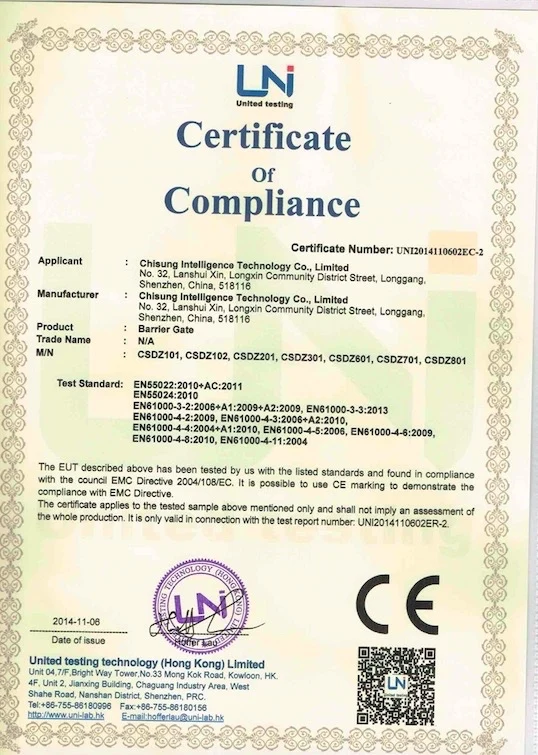 LNi
United testing
Certificate
Of
Compliance
Certificate Number: UNI2014110602EC-2
Applicant : Chisung Intelligence Technology Co., Limited
No. 32, Lanshui Xin, Longxin Community District Street, Longgang,
Shenzhen, China, 518116
Manufacturer : Chisung Intelligence Technology Co., Limited
No. 32, Lanshui Xin, Longxin Community District Street, Longgang,
Shenzhen, China, 518116
Product : Barrier Gate
Trade Name : N/A
M/N : CSDZ101, CSDZ102, CSDZ201, CSDZ301, CSDZ601, CSDZ701, CSDZ801
Test Standard: EN55022:2010+AC:2011
EN55024:2010
EN61000-3-2:2006+A1:2009+A2:2009, EN61000-3-3:2013
EN61000-4-2:2009, EN61000-4-3:2006+A2:2010,
EN61000-4-4:2004+A1:2010, EN61000-4-5:2006, EN61000-4-6:2009,
EN61000-4-8:2010, EN61000-4-11:2004
The EUT described above has been tested by us with the listed standards and found in compliance
with the council EMC Directive 2004/108/EC. It is possible to use CE marking to demonstrate the
compliance with EMC Directive.
The certificate applies to the tested sample above mentioned only and shall not imply an assessment of
the whole production. It is only valid in connection with the test report number: UNI2014110602ER-2.
TESTING TECHNOLOGY (HONG KONG) LIMITED
LNi
2014-11-06
Hoffer Lau
Date of issue
CE
United testing technology (Hong Kong) Limited
Unit 04,7/F,Bright Way Tower,No.33 Mong Kok Road, Kowloon, HK.
4F, Unit 2, Jianxing Building, Chaguang Industry Area, West
Shahe Road, Nanshan District, Shenzhen, PRC.
Tel:+86-755-86180996 Fax:+86-755-86180156
http://www.uni-lab.hk E-mail:hofferlau@uni-lab.hk
LNi